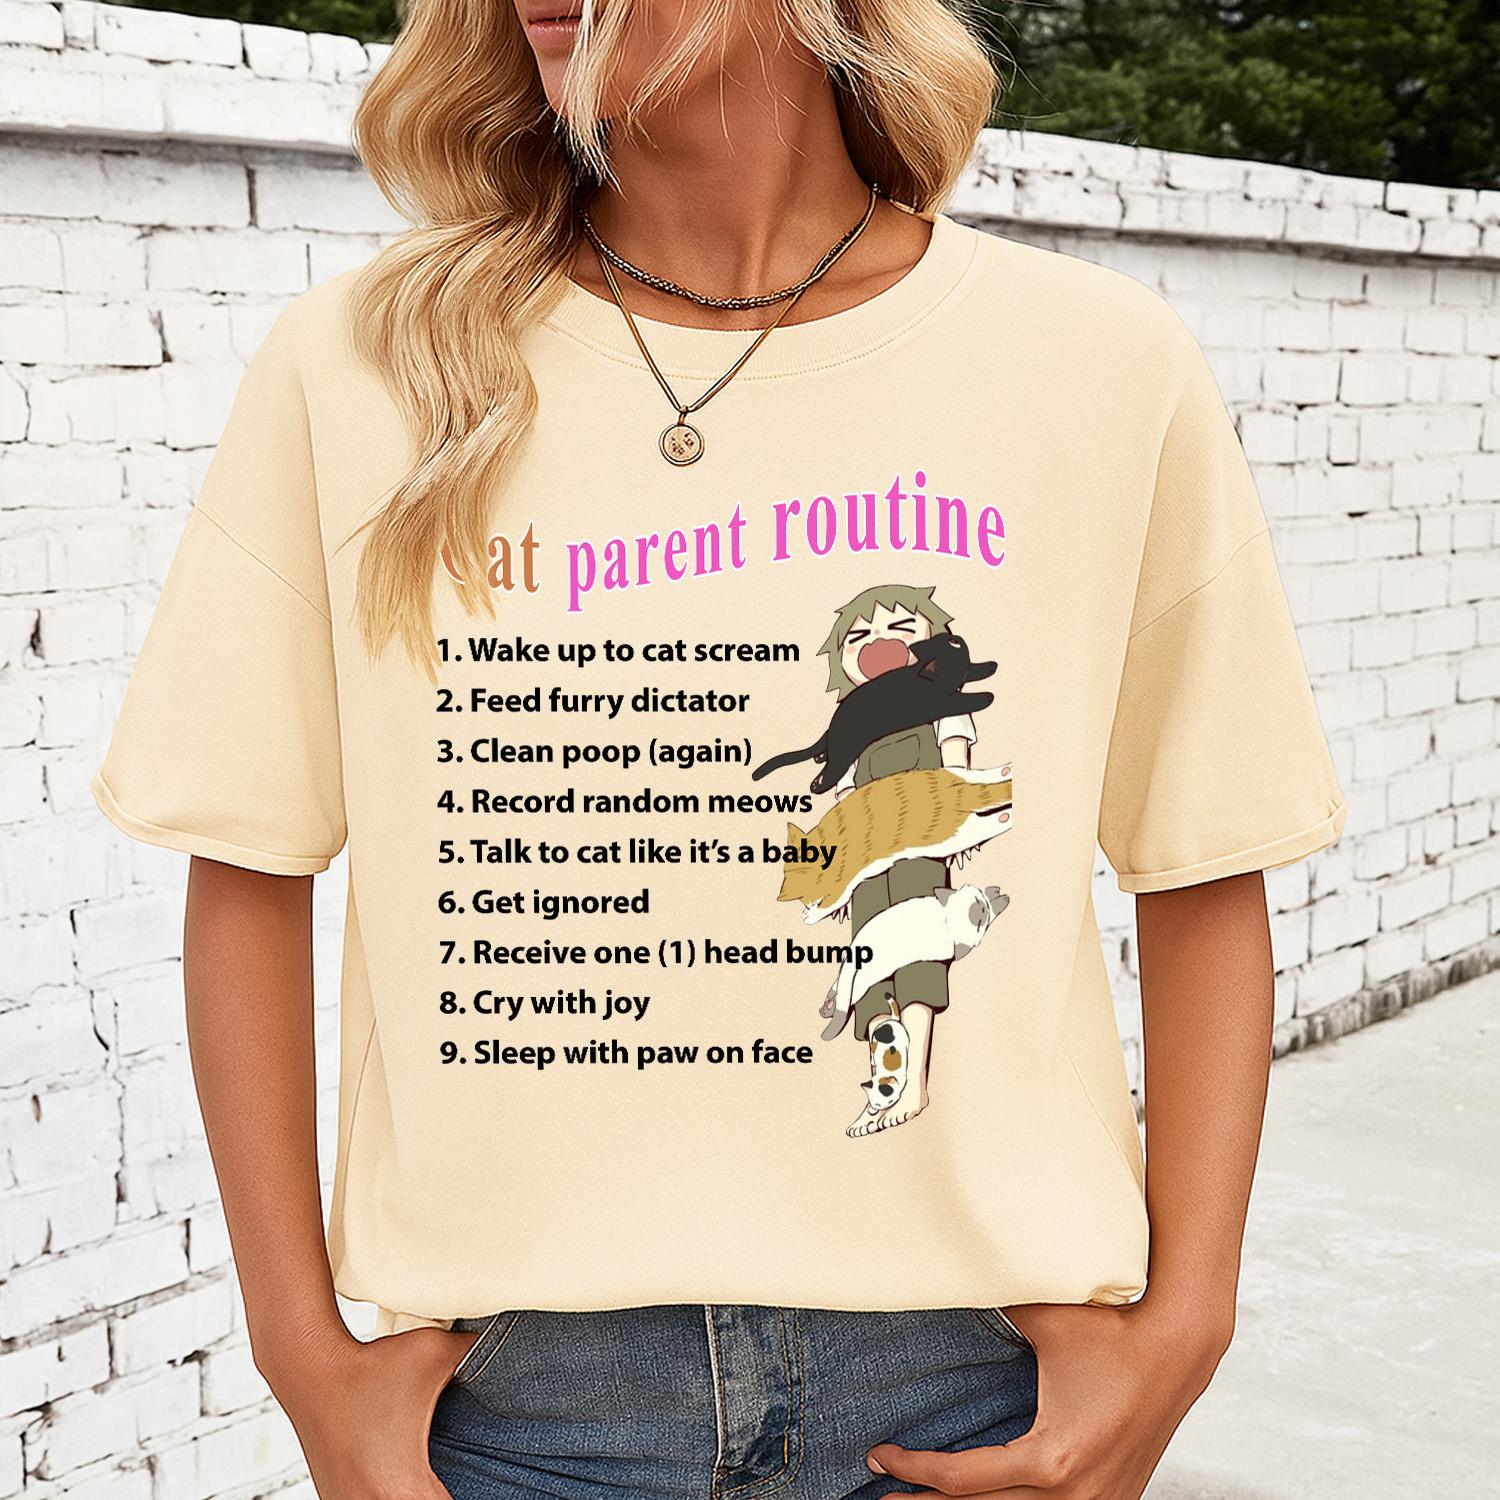 Cat parent routine
1. Wake up to cat scream
2. Feed furry dictator
3. Clean poop (again)
4. Record random meows
5. Talk to cat like it’s a baby
6. Get ignored
7. Receive one (1) head bump
8. Cry with joy
9. Sleep with paw on face